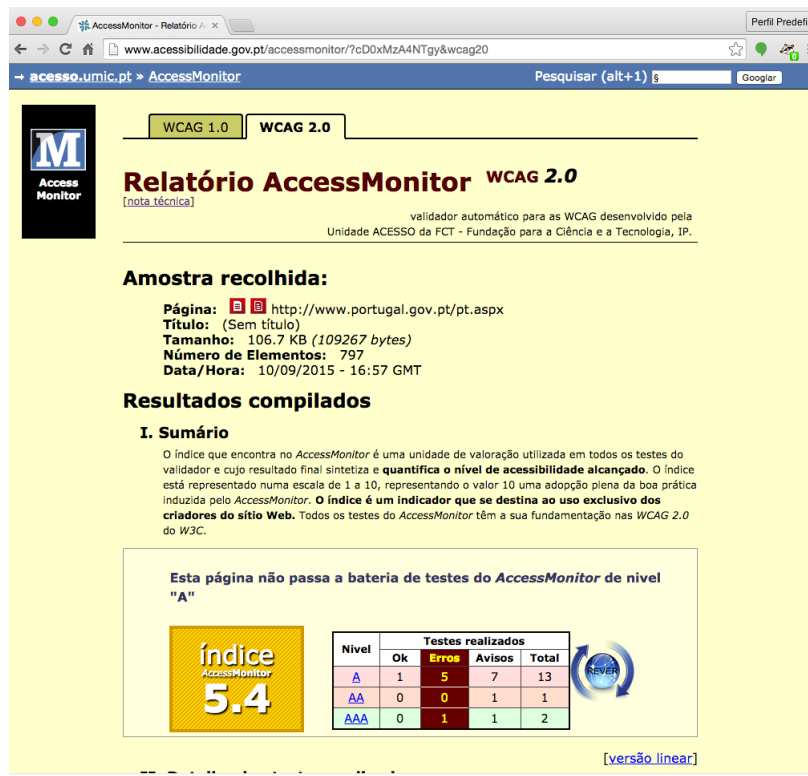 AccessMonitor - Relatório A
Perfil Predefi
www.acessibilidade.gov.pt/accessmonitor/?cD0xMzA4NTgy&wcag20
→ acesso.umic.pt » AccessMonitor Pesquisar (alt+1) § Googlar
M
Access
Monitor
WCAG 1.0 WCAG 2.0
Relatório AccessMonitor WCAG 2.0
[nota técnica]
validador automático para as WCAG desenvolvido pela
Unidade ACESSO da FCT - Fundação para a Ciência e a Tecnologia, IP.
Amostra recolhida:
Página: http://www.portugal.gov.pt/pt.aspx
Título: (Sem título)
Tamanho: 106.7 KB (109267 bytes)
Número de Elementos: 797
Data/Hora: 10/09/2015 - 16:57 GMT
Resultados compilados
I. Sumário
O índice que encontra no AccessMonitor é uma unidade de valoração utilizada em todos os testes do
validador e cujo resultado final sintetiza e quantifica o nível de acessibilidade alcançado. O índice
está representado numa escala de 1 a 10, representando o valor 10 uma adopção plena da boa prática
induzida pelo AccessMonitor. O índice é um indicador que se destina ao uso exclusivo dos
criadores do sítio Web. Todos os testes do AccessMonitor têm a sua fundamentação nas WCAG 2.0
do W3C.
Esta página não passa a bateria de testes do AccessMonitor de nivel
"A"
índice
AccessMonitor
5.4
Nivel Testes realizados
Ok Erros Avisos Total
A 1 5 7 13
AA 0 0 1 1
AAA 0 1 1 2
REVER
[versão linear]